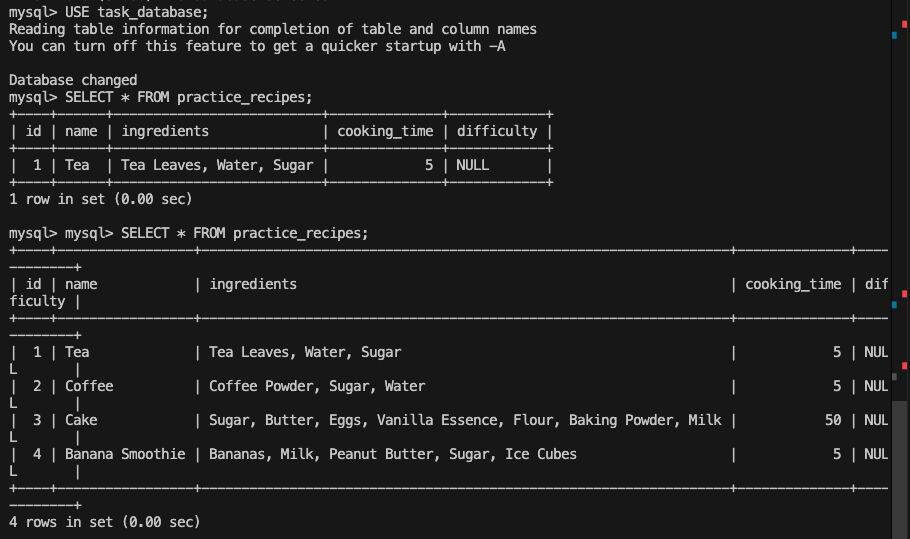 mysql> USE task_database;
Reading table information for completion of table and column names
You can turn off this feature to get a quicker startup with -A

Database changed
mysql> SELECT * FROM practice_recipes;
+----+------+--------------------------+--------------+------------+
| id | name | ingredients              | cooking_time | difficulty |
+----+------+--------------------------+--------------+------------+
|  1 | Tea  | Tea Leaves, Water, Sugar |            5 | NULL       |
+----+------+--------------------------+--------------+------------+
1 row in set (0.00 sec)

mysql> mysql> SELECT * FROM practice_recipes;
+----+-----------------+------------------------------------------------------------------+--------------+----
--------+
| id | name            | ingredients                                                      | cooking_time | dif
ficulty |
+----+-----------------+------------------------------------------------------------------+--------------+----
--------+
|  1 | Tea             | Tea Leaves, Water, Sugar                                         |            5 | NUL
L       |
|  2 | Coffee          | Coffee Powder, Sugar, Water                                      |            5 | NUL
L       |
|  3 | Cake            | Sugar, Butter, Eggs, Vanilla Essence, Flour, Baking Powder, Milk |           50 | NUL
L       |
|  4 | Banana Smoothie | Bananas, Milk, Peanut Butter, Sugar, Ice Cubes                   |            5 | NUL
L       |
+----+-----------------+------------------------------------------------------------------+--------------+----
--------+
4 rows in set (0.00 sec)